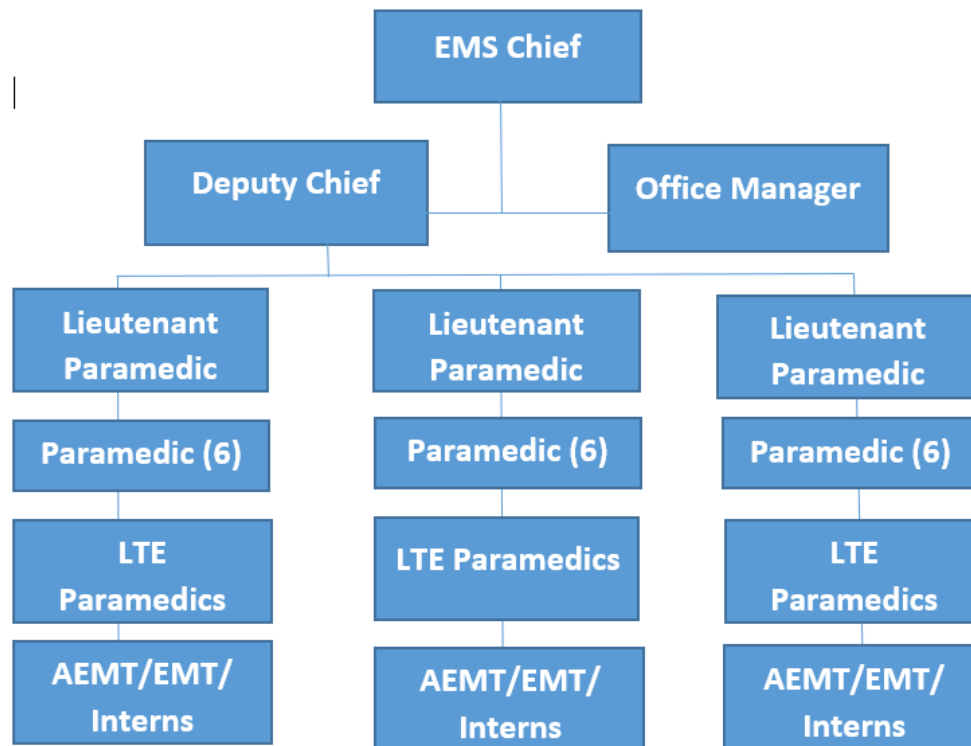 EMS Chief
Deputy Chief
Office Manager
Lieutenant
Paramedic
Lieutenant
Paramedic
Lieutenant
Paramedic
Paramedic (6)
Paramedic (6)
Paramedic (6)
LTE
Paramedics
LTE Paramedics
LTE
Paramedics
AEMT/EMT/
Interns
AEMT/EMT/
Interns
AEMT/EMT/
Interns